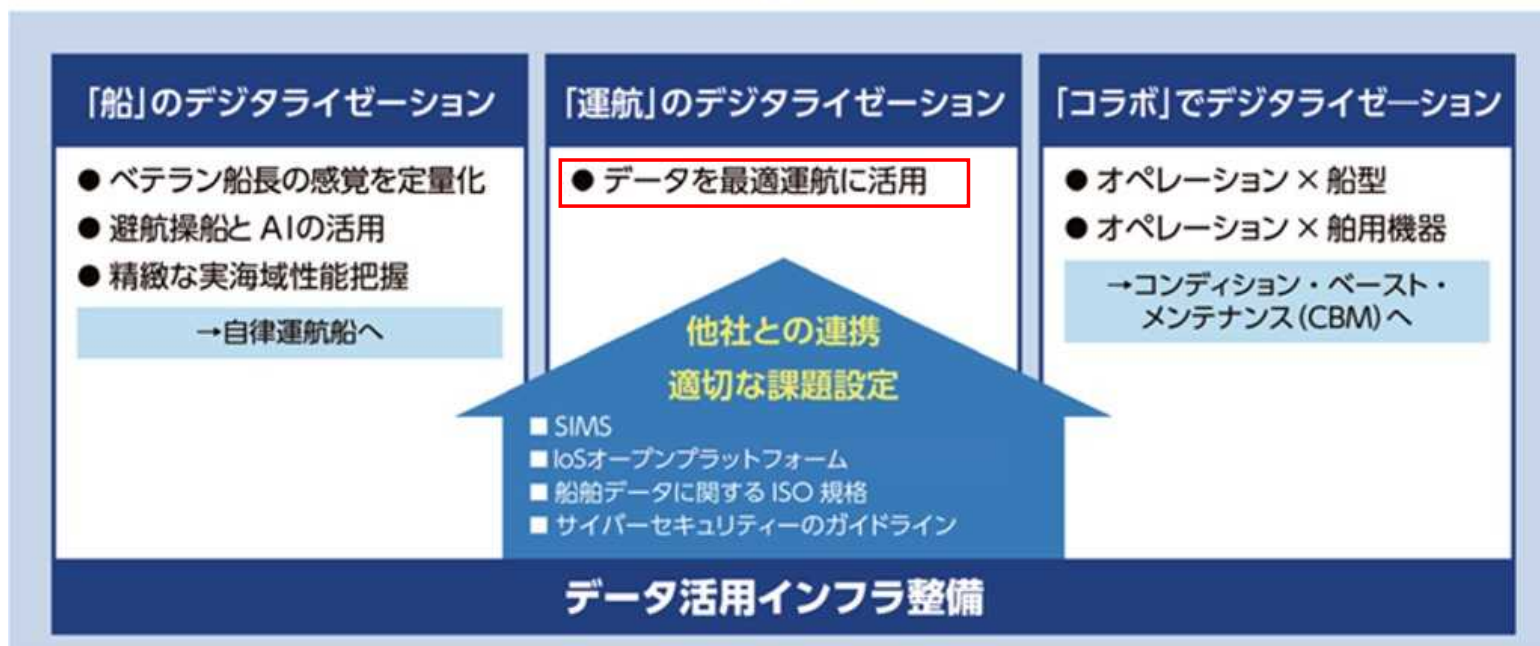 「船」のデジタライゼーション
● ベテラン船長の感覚を定量化
● 避航操船と AIの活用
● 精緻な実海域性能把握
→自律運航船へ
「運航」のデジタライゼーション
● データを最適運航に活用
「コラボ」でデジタライゼーション
● オペレーション × 船型
● オペレーション × 舶用機器
→コンディション・ベースト・
メンテナンス(CBM)へ
他社との連携
適切な課題設定
■ SIMS
■ IoSオープンプラットフォーム
■ 船舶データに関する ISO 規格
■ サイバーセキュリティーのガイドライン
データ活用インフラ整備